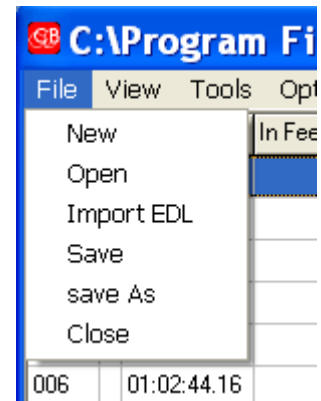 GB C:\Program Fi
File View Tools Opt
In Fee
New
Open
Import EDL
Save
save As
Close
006 01:02:44.16